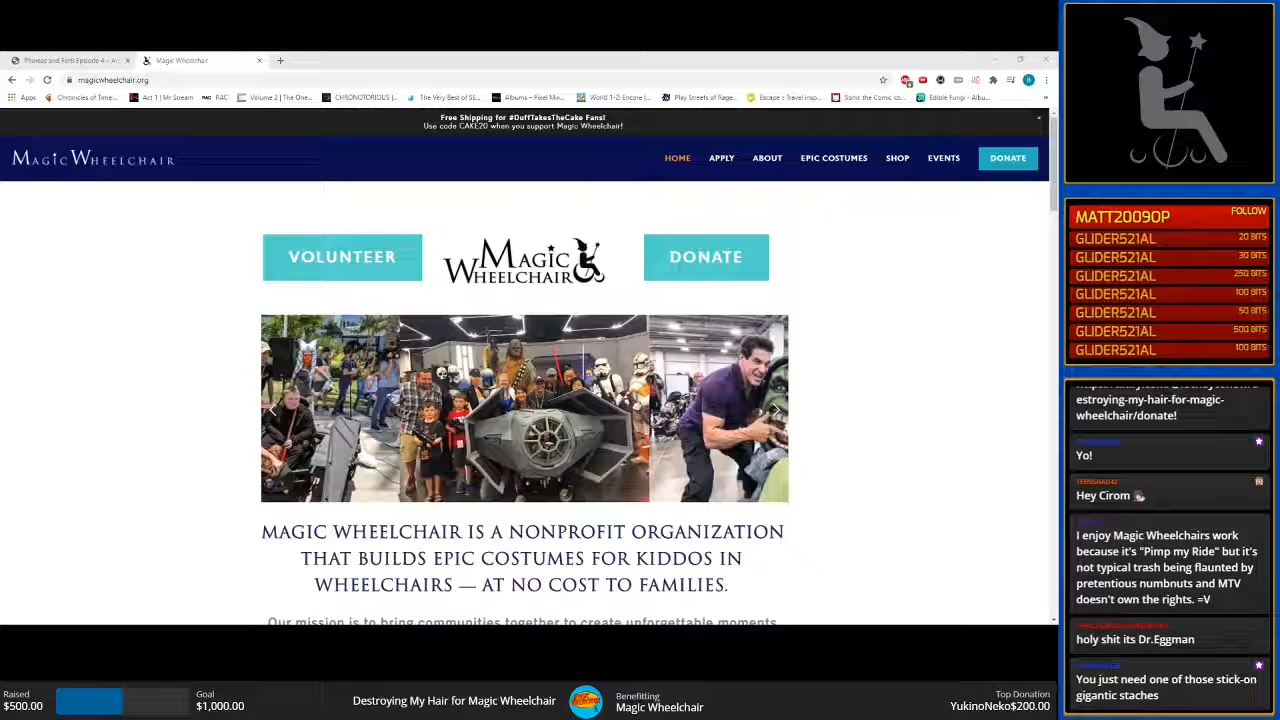 Phineas and Ferb Episode 4 - A
Magic Wheelchair
magicwheelchair.org
Apps
Chronicles of Time:...
Act 1 | Mr Stream
RAC
Volume 2 | The One...
CHRONOTORIOUS |...
The Very Best of SE...
Albums – Pixel Mix...
World 1-2: Encore |...
Play Streets of Rage...
Escape :: Travel insp...
Sonic the Comic co...
Edible Fungi - Albu...
Free Shipping for #DuffTakesTheCake Fans!
Use code CAKE20 when you support Magic Wheelchair!
MAGIC WHEELCHAIR
HOME
APPLY
ABOUT
EPIC COSTUMES
SHOP
EVENTS
DONATE
VOLUNTEER
MAGIC
WHEELCHAIR
DONATE
MAGIC WHEELCHAIR IS A NONPROFIT ORGANIZATION
THAT BUILDS EPIC COSTUMES FOR KIDDOS IN
WHEELCHAIRS — AT NO COST TO FAMILIES.
Our mission is to bring communities together to create unforgettable moments
MATT2009OP FOLLOW
GLIDER521AL 20 BITS
GLIDER521AL 30 BITS
GLIDER521AL 250 BITS
GLIDER521AL 100 BITS
GLIDER521AL 50 BITS
GLIDER521AL 500 BITS
GLIDER521AL 100 BITS
estroying-my-hair-for-magic-
wheelchair/donate!
Yo!
Hey Cirom
I enjoy Magic Wheelchairs work
because it's "Pimp my Ride" but it's
not typical trash being flaunted by
pretentious numbnuts and MTV
doesn't own the rights. =V
holy shit its Dr.Eggman
You just need one of those stick-on
gigantic staches
Raised
$500.00
Goal
$1,000.00
Destroying My Hair for Magic Wheelchair
Benefitting
Magic Wheelchair
Top Donation
YukinoNeko$200.00